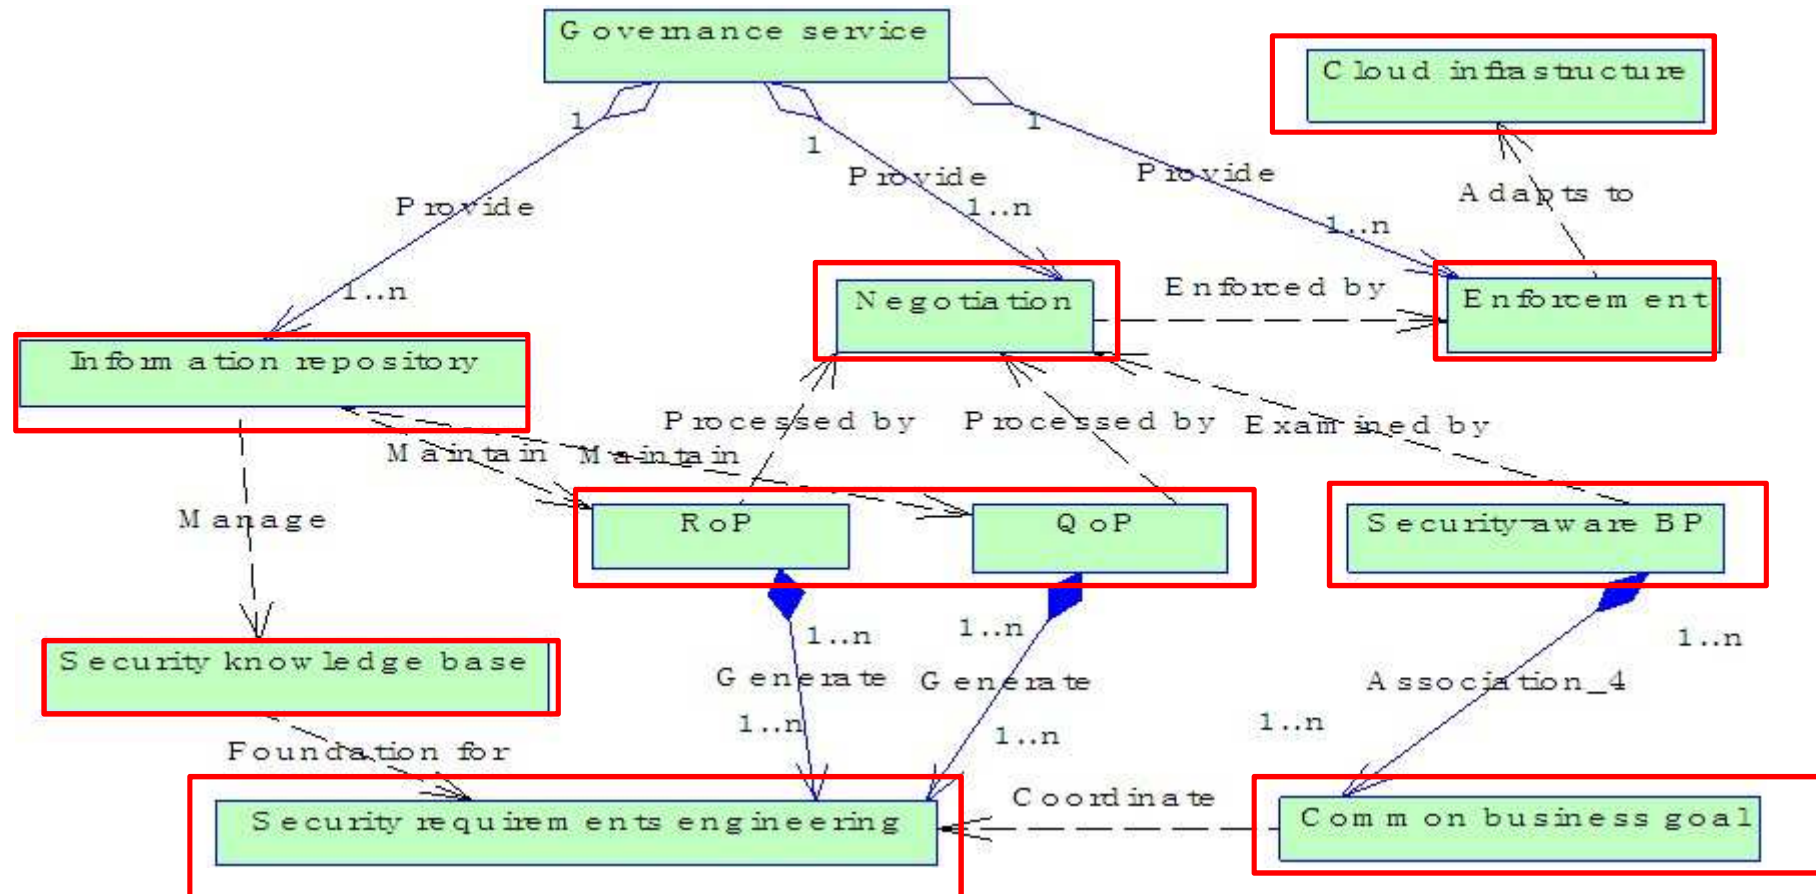 Governance service
Cloud infrastructure
1
1
1
Provide
Provide
Provide
Adapts to
1..n
1..n
1..n
Negotiation
Enforced by
Enforcement
Information repository
Processed by
Processed by
Examined by
Maintain
Maintain
Manage
RoP
QoP
Security-aware BP
1..n
1..n
1..n
Security knowledge base
Generate
Generate
Association_4
1..n
1..n
1..n
Foundation for
Coordinate
Security requirements engineering
Common business goal